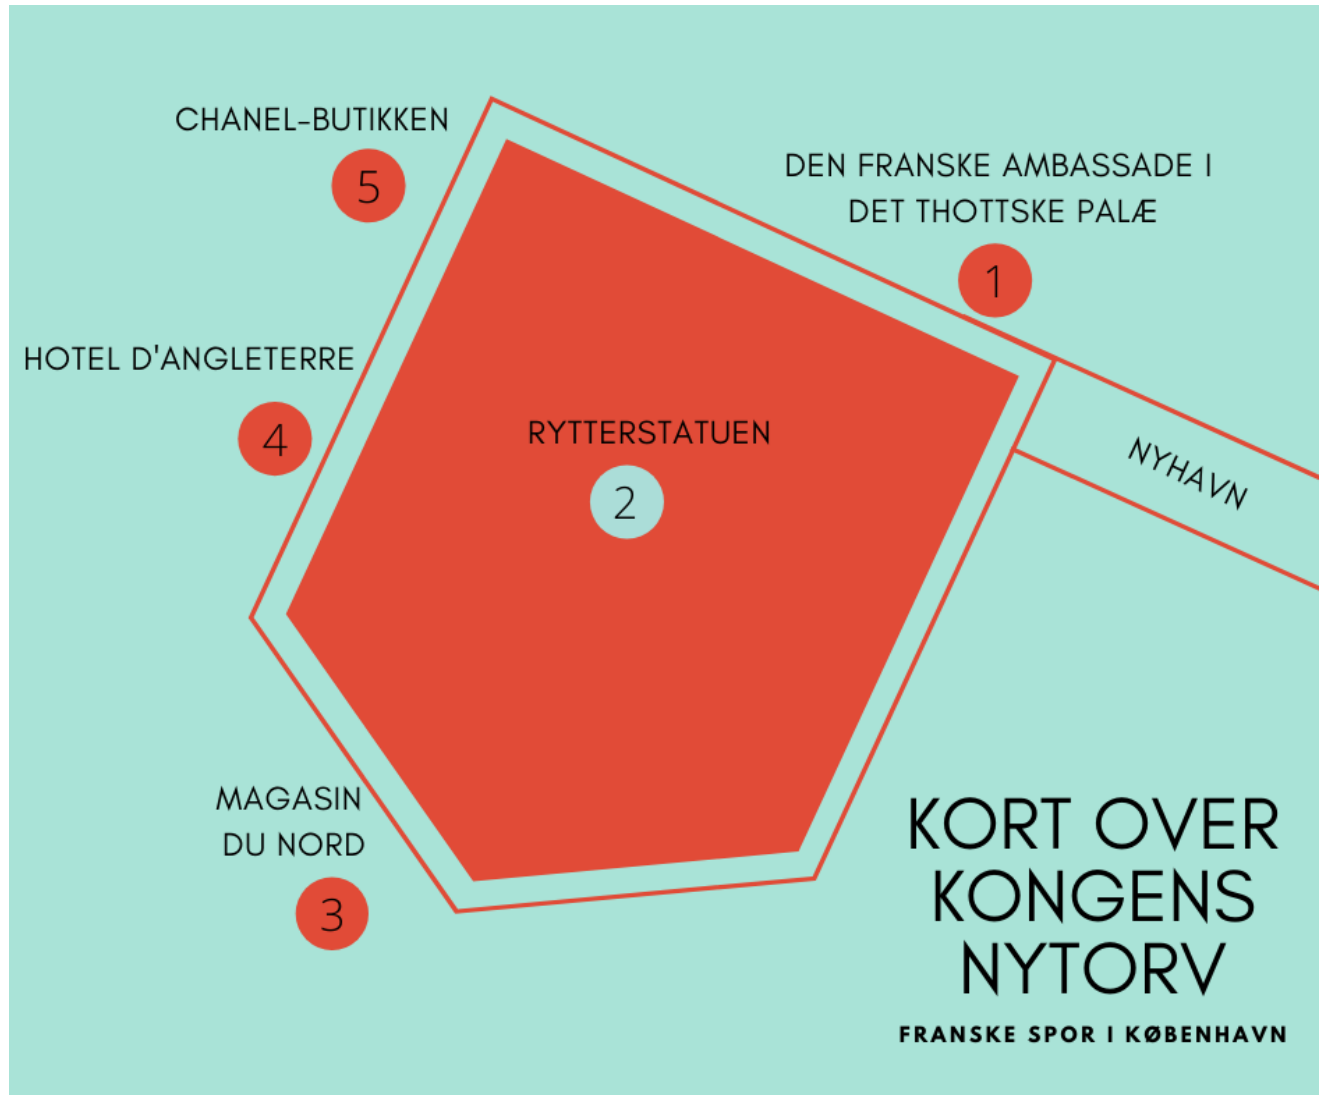 CHANEL-BUTIKKEN
5
DEN FRANSKE AMBASSADE I
DET THOTTSKE PALÆ
1
HOTEL D'ANGLETERRE
4
RYTTERSTATUEN
2
NYHAVN
MAGASIN
DU NORD
3
KORT OVER
KONGENS
NYTORV
FRANSKE SPOR I KØBENHAVN